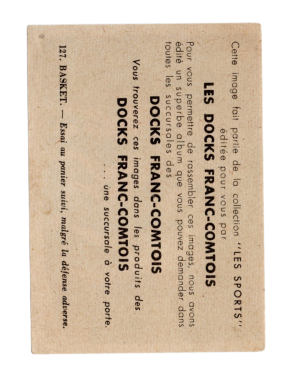 Cette image fait partie de la collection "LES SPORTS"
éditée pour vous par
LES DOCKS FRANC-COMTOIS
Pour vous permettre de rassembler ces images, nous avons
édité un superbe album que vous pouvez demander dans
toutes les succursales des
DOCKS FRANC-COMTOIS
Vous trouverez ces images dans les produits des
DOCKS FRANC-COMTOIS
... une succursale à votre porte.
127. BASKET. — Essai au panier suivi, malgré la défense adverse.